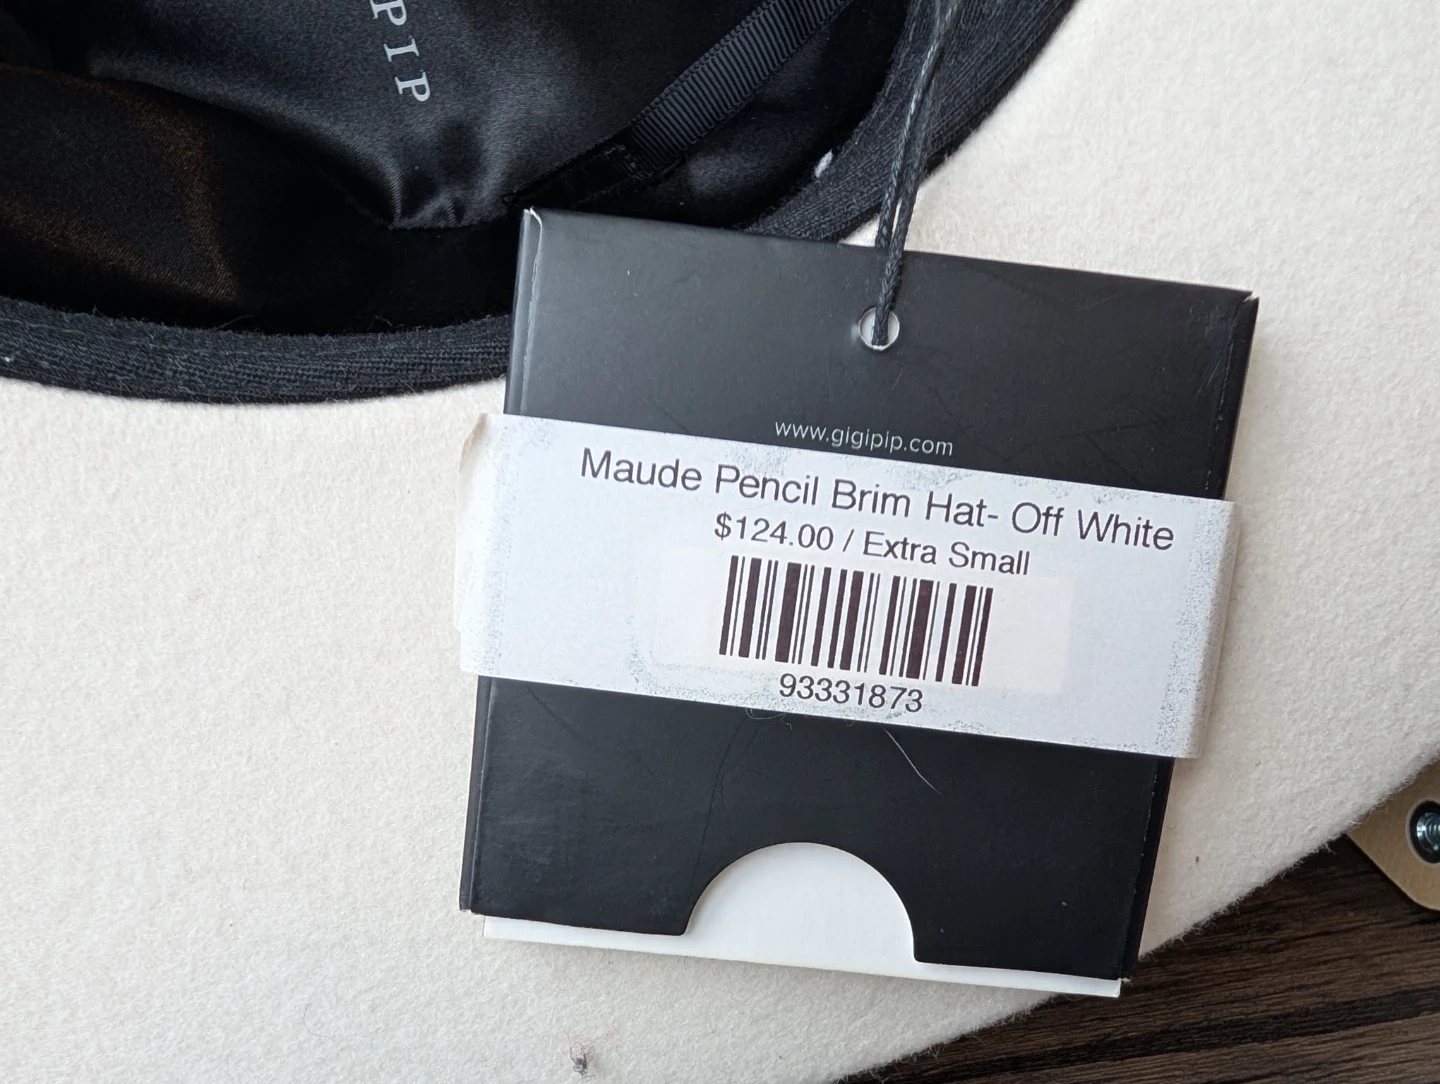 PIP
www.gigipip.com
Maude Pencil Brim Hat- Off White
$124.00 / Extra Small
93331873